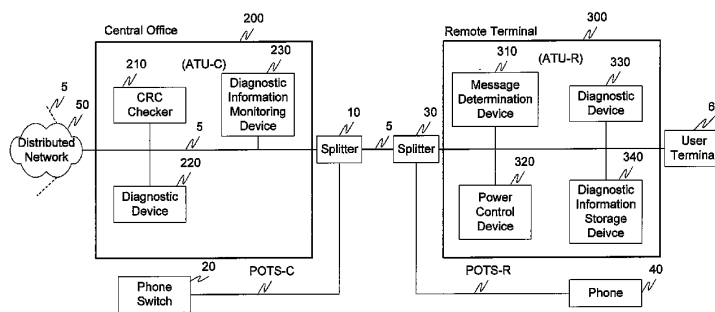 200
300
Central Office
Remote Terminal
230
310
(ATU-C)
(ATU-R)
330
210
5
50
CRC
Checker
Diagnostic
Information
Monitoring
Device
Message
Determination
Device
Diagnostic
Device
5
10
5
30
6
Distributed
Network
Splitter
Splitter
User
Termina
220
320
340
Diagnostic
Device
Power
Control
Device
Diagnostic
Information
Storage
Deivce
20
POTS-C
POTS-R
40
Phone
Switch
Phone